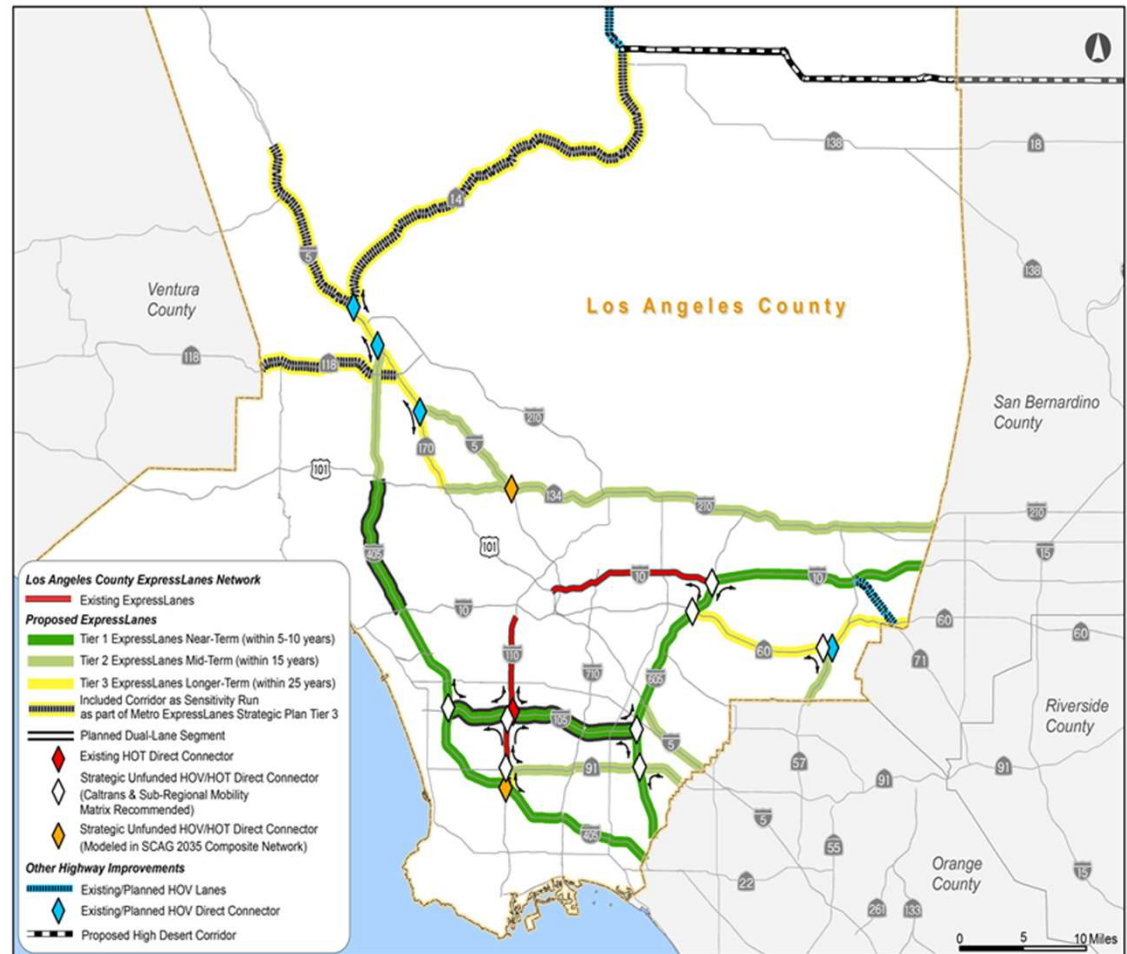 14
138
18
5
138
Ventura
County
Los Angeles County
118
118
San Bernardino
County
210
170
5
101
134
210
210
15
405
101
10
10
10
60
60
60
71
110
710
605
105
Riverside
County
5
91
57
91
91
405
5
55
22
Orange
County
15
261
133
Los Angeles County ExpressLanes Network
Existing ExpressLanes
Proposed ExpressLanes
Tier 1 ExpressLanes Near-Term (within 5-10 years)
Tier 2 ExpressLanes Mid-Term (within 15 years)
Tier 3 ExpressLanes Longer-Term (within 25 years)
Included Corridor as Sensitivity Run
as part of Metro ExpressLanes Strategic Plan Tier 3
Planned Dual-Lane Segment
Existing HOT Direct Connector
Strategic Unfunded HOV/HOT Direct Connector
(Caltrans & Sub-Regional Mobility
Matrix Recommended)
Strategic Unfunded HOV/HOT Direct Connector
(Modeled in SCAG 2035 Composite Network)
Other Highway Improvements
Existing/Planned HOV Lanes
Existing/Planned HOV Direct Connector
Proposed High Desert Corridor
0 5 10 Miles